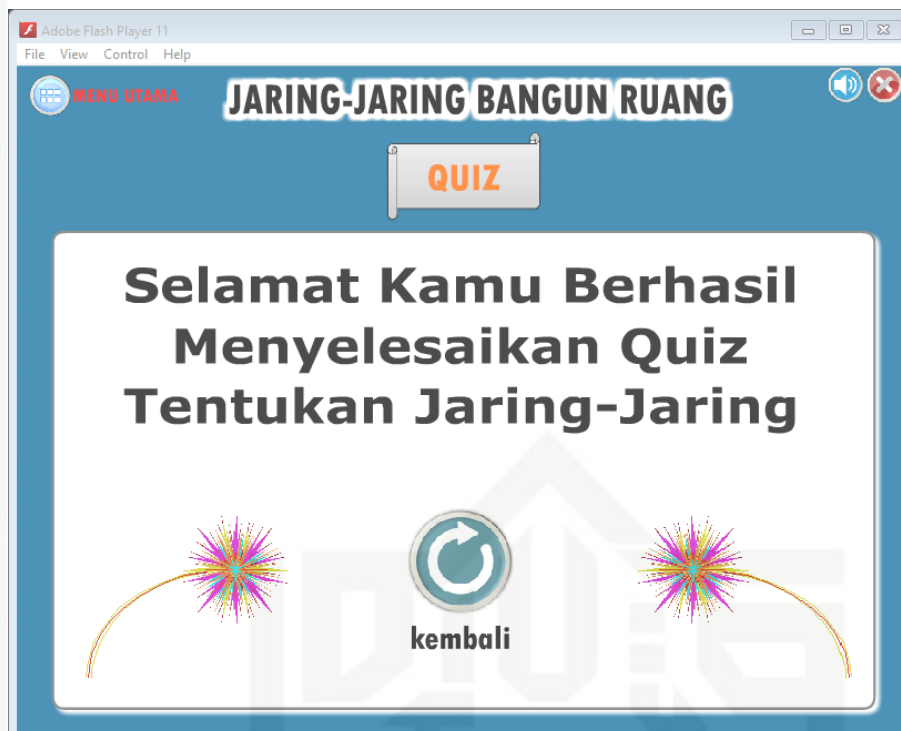 Adobe Flash Player 11
File View Control Help
MENU UTAMA
JARING-JARING BANGUN RUANG
QUIZ
Selamat Kamu Berhasil
Menyelesaikan Quiz
Tentukan Jaring-Jaring
kembali